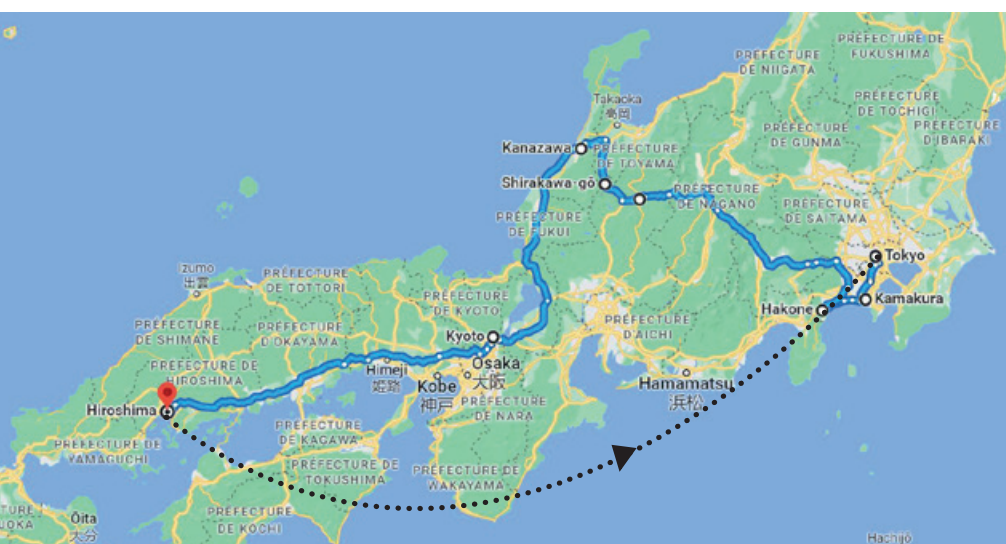 PRÉFECTURE DE
FUKUSHIMA
PRÉFECTURE
DE NIIGATA
PRÉFECTURE
DE TOCHIGI
Takaoka
高岡
PRÉFECTURE
DE GUNMA
PRÉFECTURE
D'IBARAKI
Kanazawa
PRÉFECTURE
DE TOYAMA
Shirakawa-gō
PRÉFECTURE
DE NAGANO
PRÉFECTURE
DE SAITAMA
PRÉFECTURE
DE FUKUI
Tokyo
Izumo
出雲
PRÉFECTURE
DE TOTTORI
PRÉFECTURE
DE KYOTO
Kamakura
Hakone
PRÉFECTURE
DE SHIMANE
PRÉFECTURE
D'OKAYAMA
PRÉFECTURE
D'AICHI
Kyoto
Osaka
大阪
PRÉFECTURE DE
HIROSHIMA
Himeji
姫路
Kobe
神戸
Hamamatsu
浜松
Hiroshima
PRÉFECTURE
DE NARA
PRÉFECTURE
DE KAGAWA
PRÉFECTURE DE
YAMAGUCHI
PRÉFECTURE DE
TOKUSHIMA
PRÉFECTURE DE
WAKAYAMA
PRÉFECTURE
DE KOCHI
Ōita
大分
Hachijō